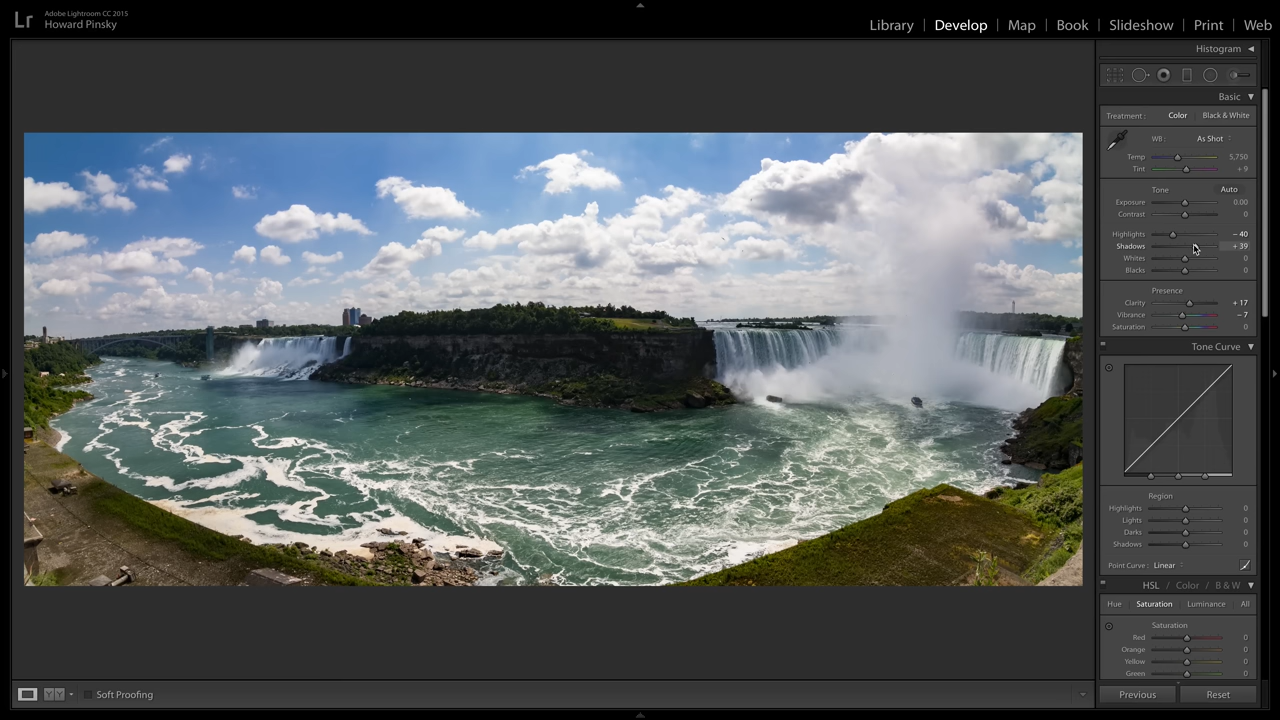 Lr
Adobe Lightroom CC 2015
Howard Pinsky
Library | Develop | Map | Book | Slideshow | Print | Web
Histogram
Basic
Treatment : Color Black & White
WB : As Shot
Temp 5,750
Tint + 9
Tone Auto
Exposure 0.00
Contrast 0
Highlights − 40
Shadows + 39
Whites 0
Blacks 0
Presence
Clarity + 17
Vibrance − 7
Saturation 0
Tone Curve
Region
Highlights 0
Lights 0
Darks 0
Shadows 0
Point Curve : Linear
HSL / Color / B & W
Hue Saturation Luminance All
Saturation
Red 0
Orange 0
Yellow 0
Green 0
Y Y
Soft Proofing
Previous Reset